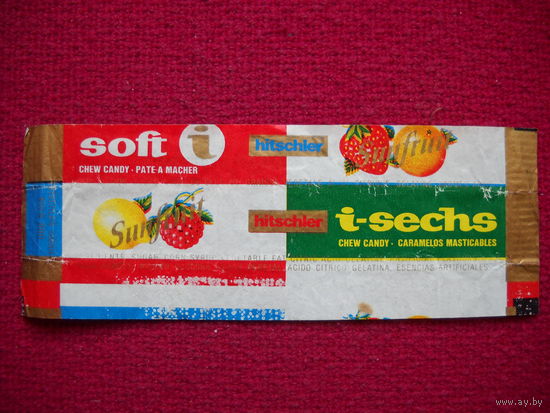 soft i
hitschler
Sunfruit
CHEW CANDY · PATE A MACHER
Sunfruit
hitschler
i-sechs
CHEW CANDY · CARAMELOS MASTICABLES
SUGAR CORN SYRUP
ACIDO CITRICO GELATINA, ESENCIAS ARTIFICIALES
www.ay.by